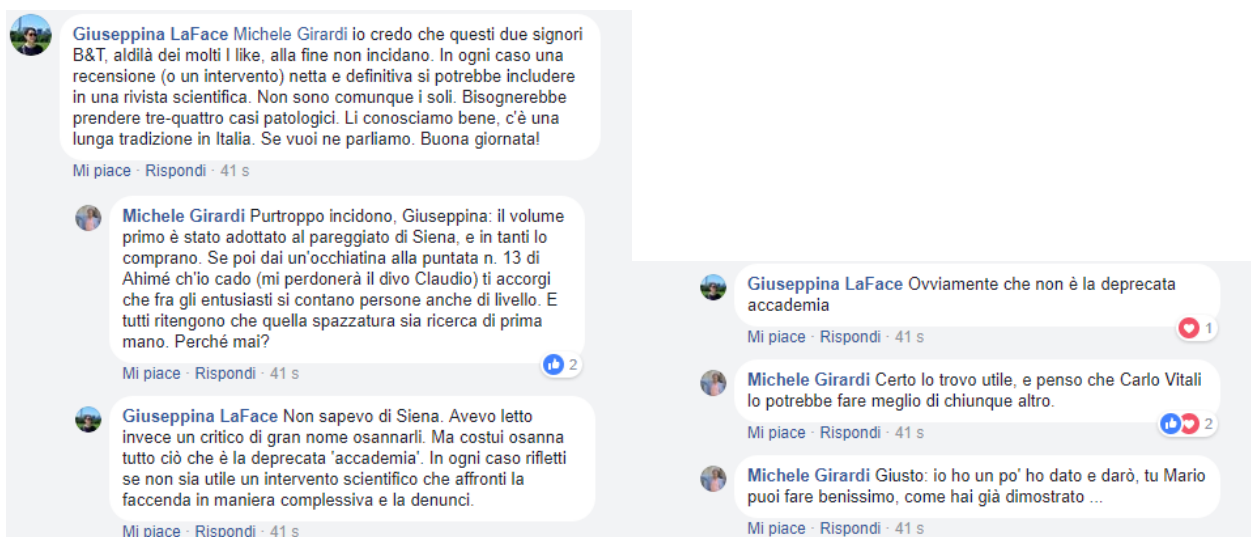 Giuseppina LaFace Michele Girardi io credo che questi due signori
B&T, aldilà dei molti I like, alla fine non incidano. In ogni caso una
recensione (o un intervento) netta e definitiva si potrebbe includere
in una rivista scientifica. Non sono comunque i soli. Bisognerebbe
prendere tre-quattro casi patologici. Li conosciamo bene, c'è una
lunga tradizione in Italia. Se vuoi ne parliamo. Buona giornata!
Mi piace · Rispondi · 41 s
Michele Girardi Purtroppo incidono, Giuseppina: il volume
primo è stato adottato al pareggiato di Siena, e in tanti lo
comprano. Se poi dai un'occhiatina alla puntata n. 13 di
Ahimé ch'io cado (mi perdonerà il divo Claudio) ti accorgi
che fra gli entusiasti si contano persone anche di livello. E
tutti ritengono che quella spazzatura sia ricerca di prima
mano. Perché mai?
2
Mi piace · Rispondi · 41 s
Giuseppina LaFace Non sapevo di Siena. Avevo letto
invece un critico di gran nome osannarli. Ma costui osanna
tutto ciò che è la deprecata 'accademia'. In ogni caso rifletti
se non sia utile un intervento scientifico che affronti la
faccenda in maniera complessiva e la denunci.
Mi piace · Rispondi · 41 s
Giuseppina LaFace Ovviamente che non è la deprecata
accademia
1
Mi piace · Rispondi · 41 s
Michele Girardi Certo lo trovo utile, e penso che Carlo Vitali
lo potrebbe fare meglio di chiunque altro.
2
Mi piace · Rispondi · 41 s
Michele Girardi Giusto: io ho un po' ho dato e darò, tu Mario
puoi fare benissimo, come hai già dimostrato ...
Mi piace · Rispondi · 41 s